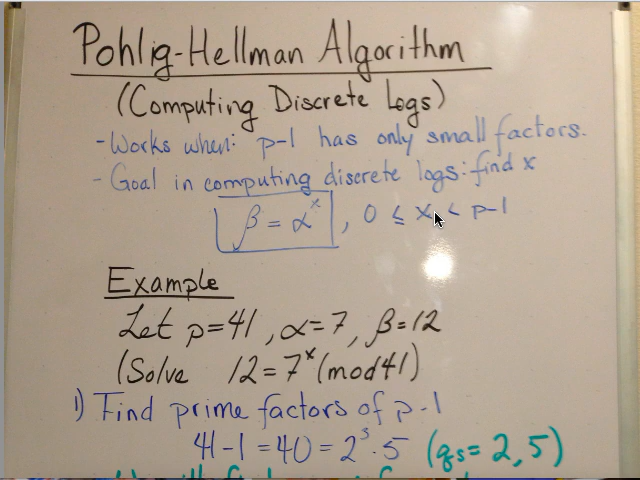 Pohlig-Hellman Algorithm
(Computing Discrete Logs)
- Works when: p-1 has only small factors.
- Goal in computing discrete logs: find x
β = α^x , 0 ≤ x < p-1
Example
Let p=41, α=7, β=12
(Solve 12=7^x (mod 41)
1) Find prime factors of p-1
41-1=40=2^3·5 (qs=2,5)